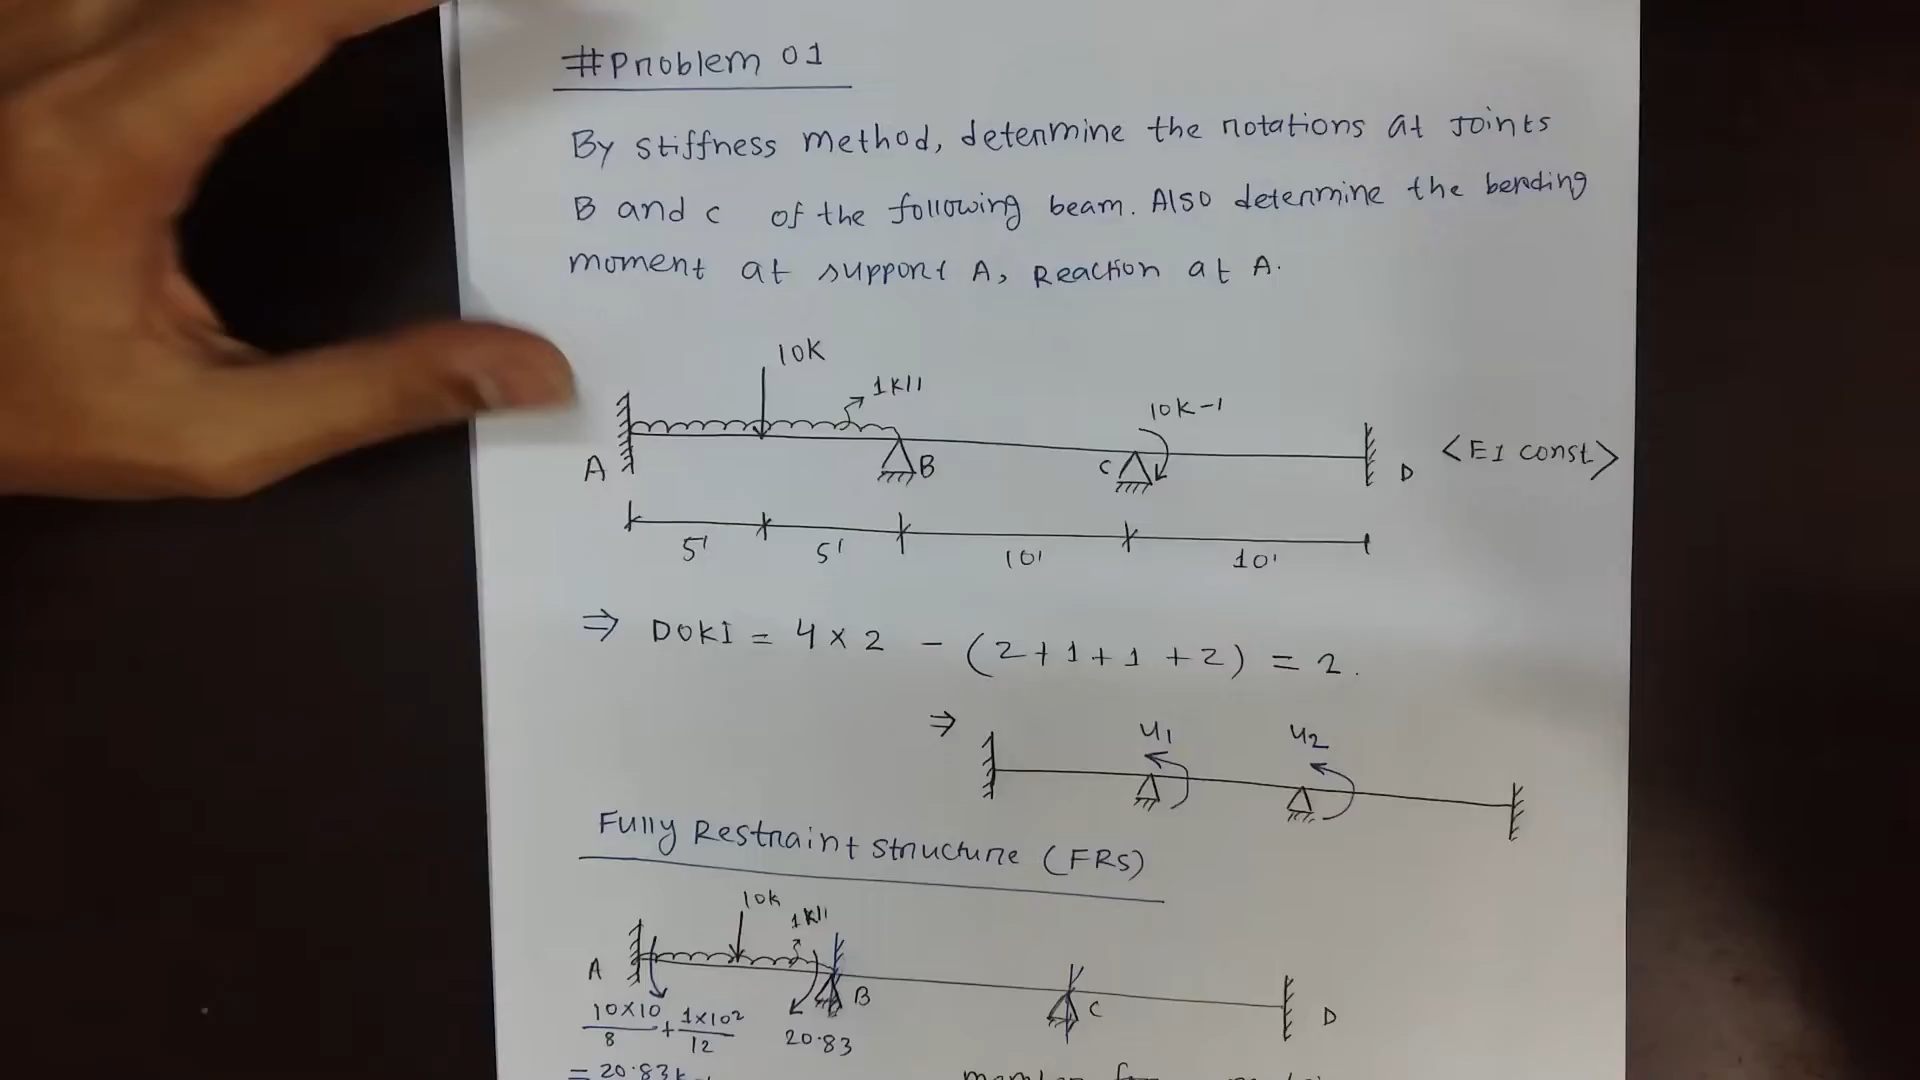 #Problem 01
By stiffness method, determine the rotations at Joints
B and C of the following beam. Also determine the bending
moment at support A, Reaction at A.
10K
1K/1
10K-1
A
B
C
D
<EI const>
5'
5'
10'
10'
⇒ DOKI = 4 × 2 - (2+1+1+2) = 2.
⇒
u1
u2
Fully Restraint structure (FRS)
10K
1K/1
A
B
C
D
10×10/8 + 1×10²/12
20.83
= 20.83k